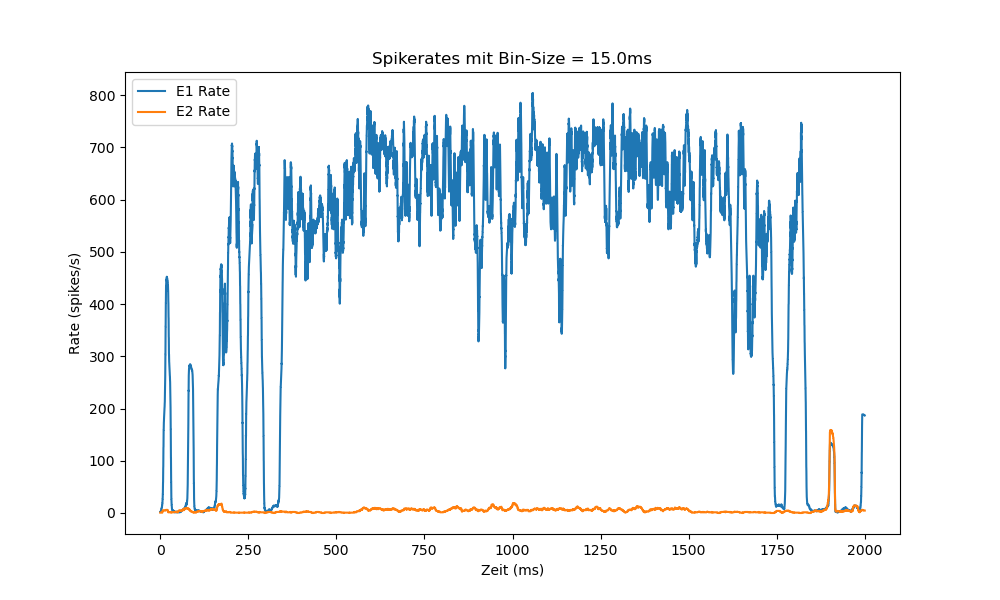 Spikerates mit Bin-Size = 15.0ms
E1 Rate
E2 Rate
800
700
600
500
400
300
200
100
0
Rate (spikes/s)
0 250 500 750 1000 1250 1500 1750 2000
Zeit (ms)